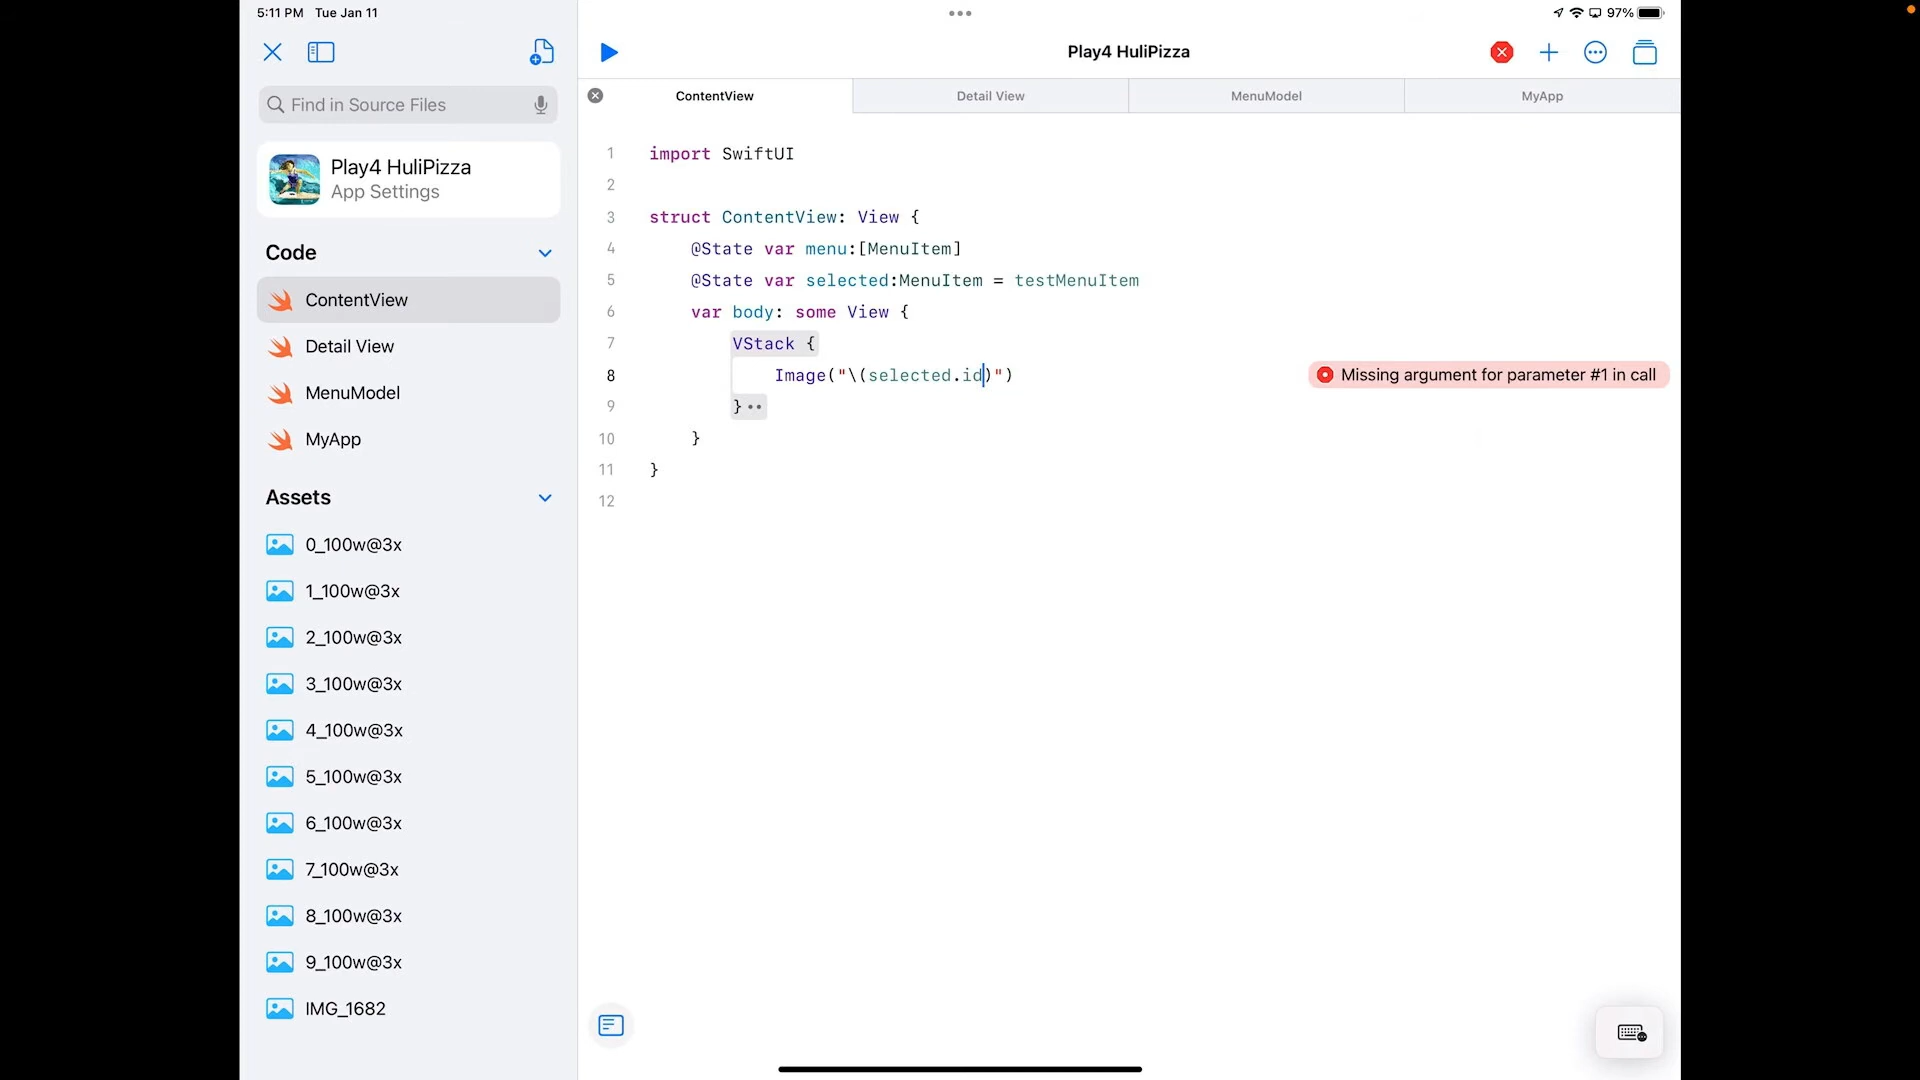 5:11 PM Tue Jan 11
97%
Play4 HuliPizza
Find in Source Files
Play4 HuliPizza
App Settings
Code
ContentView
Detail View
MenuModel
MyApp
Assets
0_100w@3x
1_100w@3x
2_100w@3x
3_100w@3x
4_100w@3x
5_100w@3x
6_100w@3x
7_100w@3x
8_100w@3x
9_100w@3x
IMG_1682
ContentView
Detail View
MenuModel
MyApp
1 import SwiftUI
2
3 struct ContentView: View {
4 @State var menu:[MenuItem]
5 @State var selected:MenuItem = testMenuItem
6 var body: some View {
7 VStack {
8 Image("\(selected.id)")
Missing argument for parameter #1 in call
9 }
10 }
11 }
12